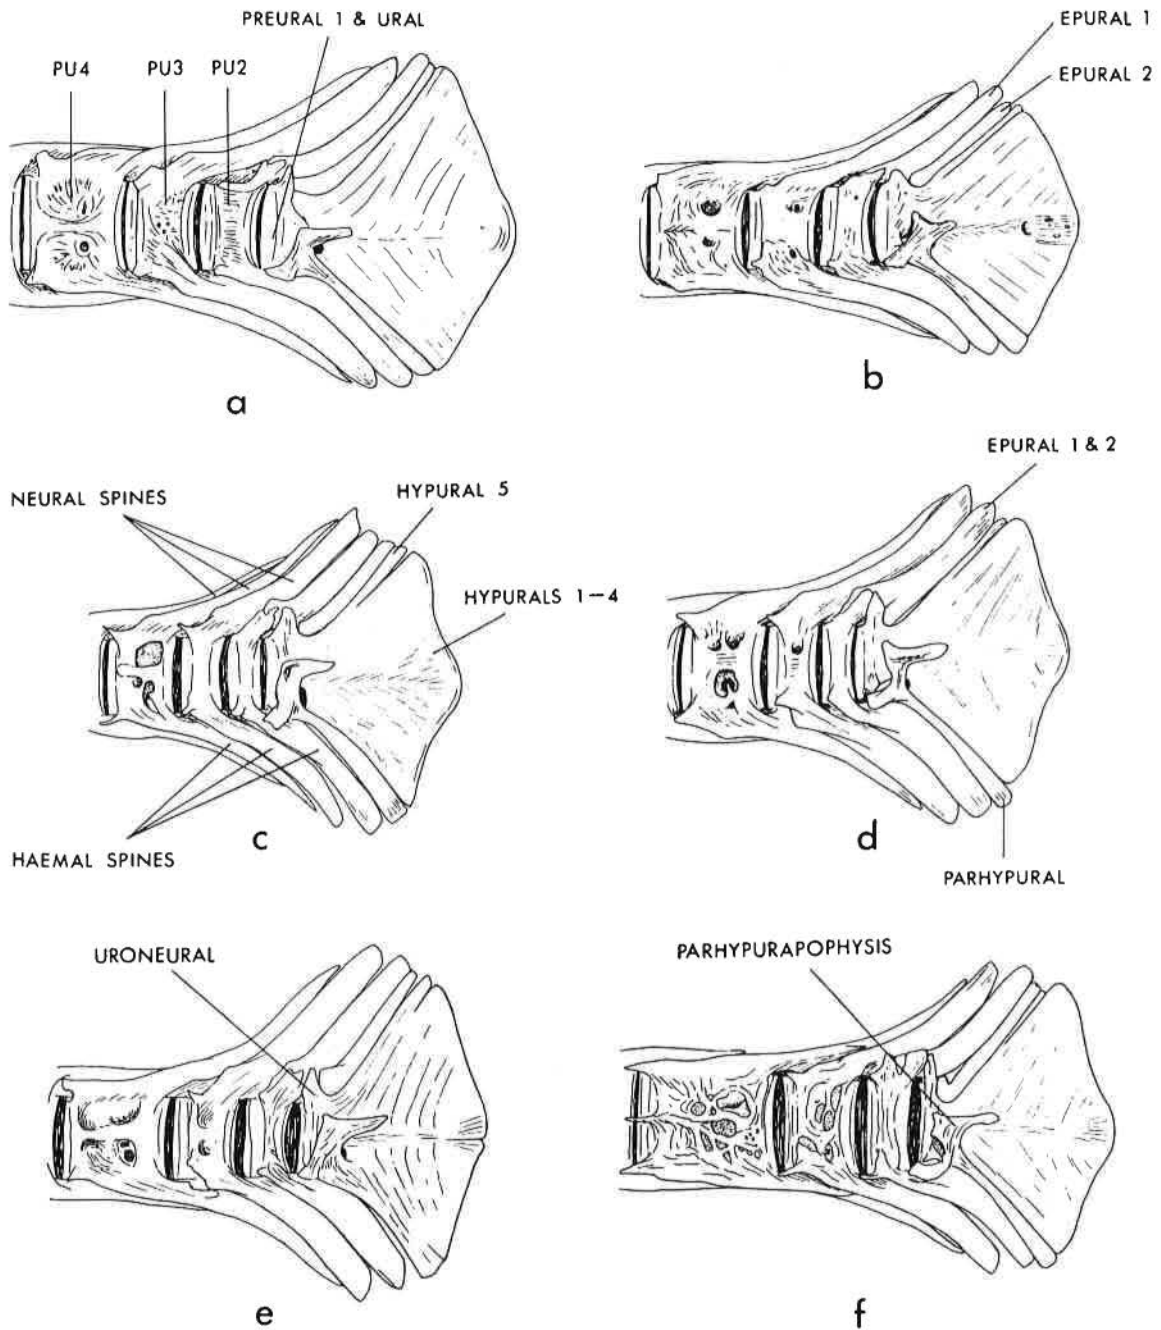 PREURAL 1 & URAL
PU4 PU3 PU2
EPURAL 1
EPURAL 2
a
b
NEURAL SPINES
HYPURAL 5
HYPURALS 1-4
HAEMAL SPINES
c
EPURAL 1 & 2
d
PARHYPURAL
URONEURAL
e
PARHYPURAPOPHYSIS
f